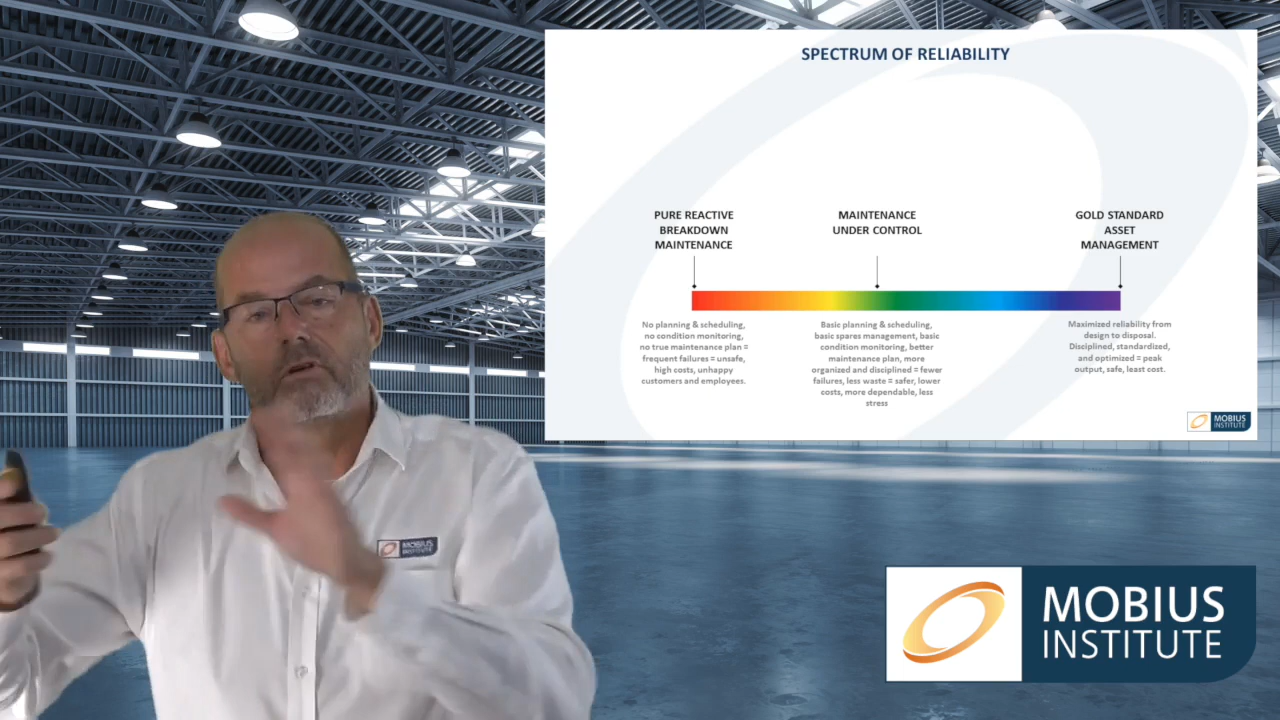 SPECTRUM OF RELIABILITY
PURE REACTIVE
BREAKDOWN
MAINTENANCE
MAINTENANCE
UNDER CONTROL
GOLD STANDARD
ASSET
MANAGEMENT
No planning & scheduling,
no condition monitoring,
no true maintenance plan =
frequent failures = unsafe,
high costs, unhappy
customers and employees.
Basic planning & scheduling,
basic spares management, basic
condition monitoring, better
maintenance plan, more
organized and disciplined = fewer
failures, less waste = safer, lower
costs, more dependable, less
stress
Maximized reliability from
design to disposal.
Disciplined, standardized,
and optimized = peak
output, safe, least cost.
MOBIUS
INSTITUTE
MOBIUS
INSTITUTE
MOBIUS
INSTITUTE